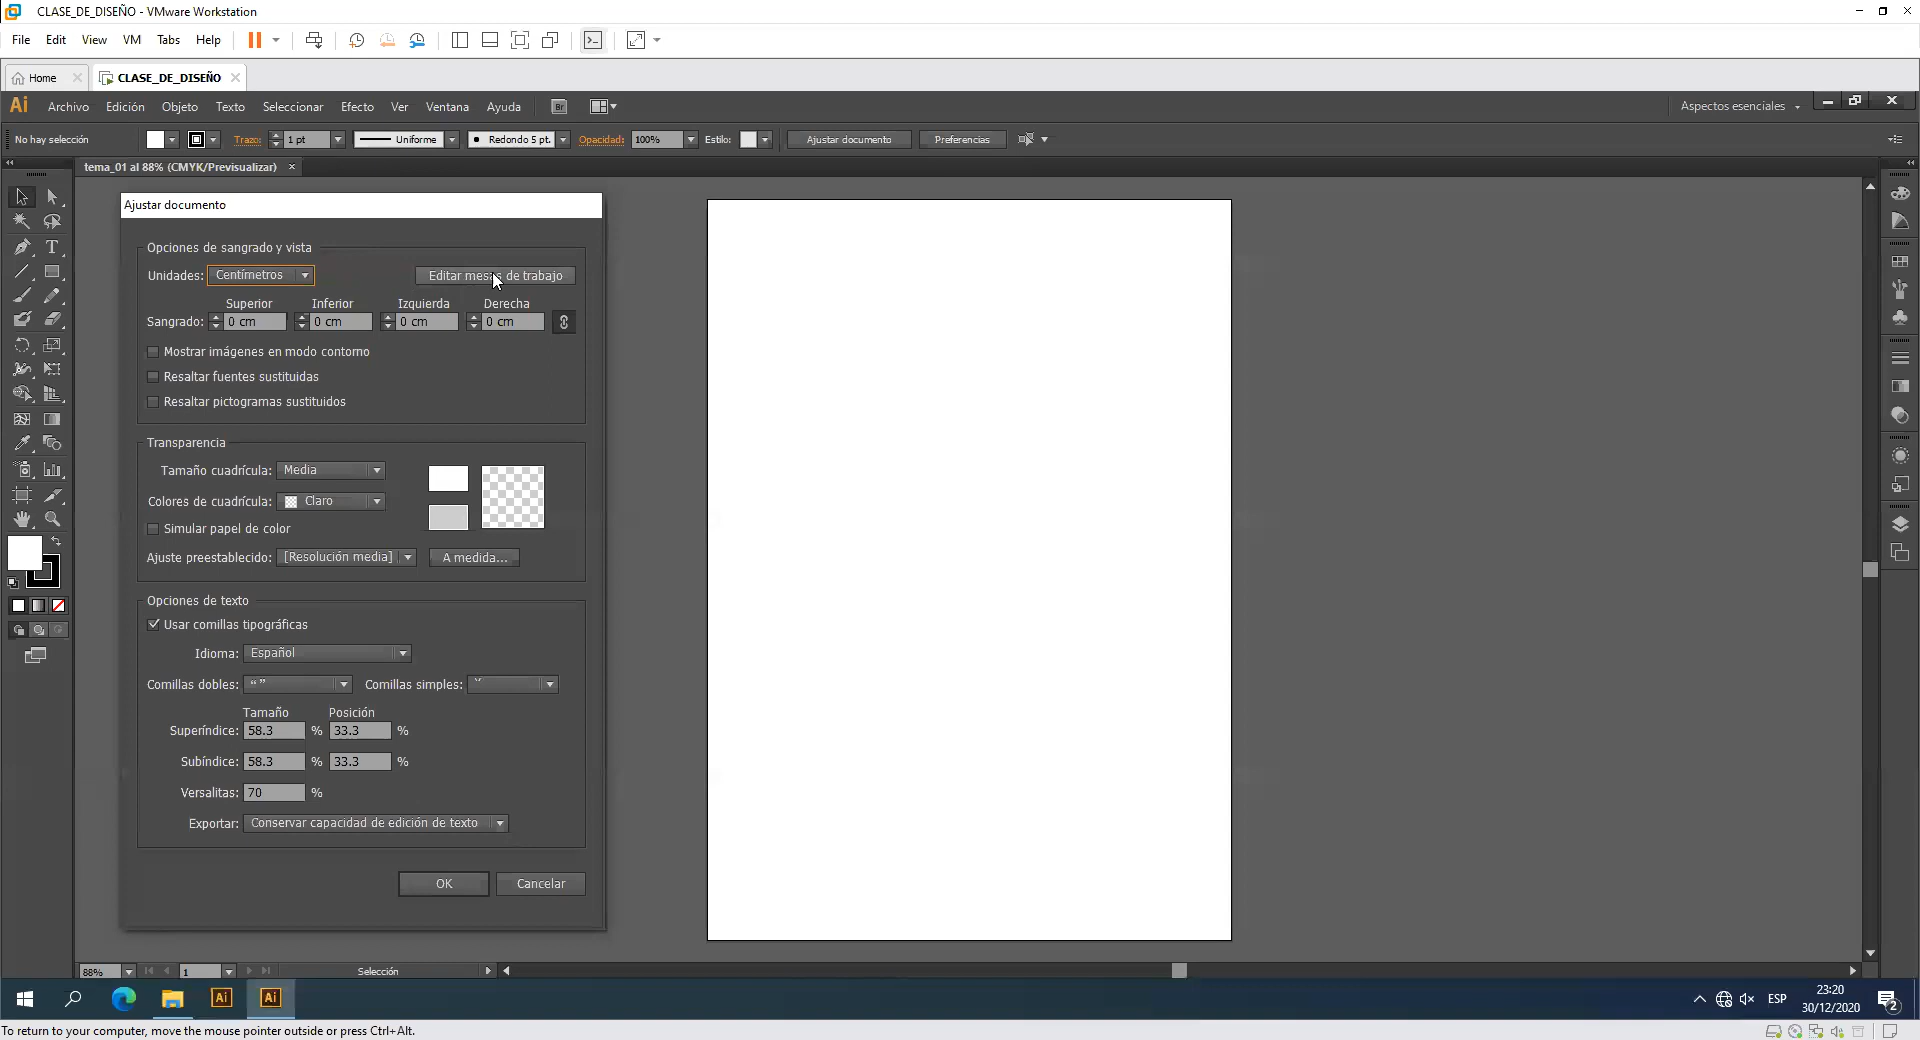 CLASE_DE_DISEÑO - VMware Workstation
File Edit View VM Tabs Help
Home CLASE_DE_DISEÑO
Ai Archivo Edición Objeto Texto Seleccionar Efecto Ver Ventana Ayuda Br Aspectos esenciales
No hay selección Trazo: 1 pt Uniforme Redondo 5 pt. Opacidad: 100% Estilo: Ajustar documento Preferencias
tema_01 al 88% (CMYK/Previsualizar)
Ajustar documento
Opciones de sangrado y vista
Unidades: Centímetros Editar mesas de trabajo
Superior Inferior Izquierda Derecha
Sangrado: 0 cm 0 cm 0 cm 0 cm
Mostrar imágenes en modo contorno
Resaltar fuentes sustituidas
Resaltar pictogramas sustituidos
Transparencia
Tamaño cuadrícula: Media
Colores de cuadrícula: Claro
Simular papel de color
Ajuste preestablecido: [Resolución media] A medida...
Opciones de texto
Usar comillas tipográficas
Idioma: Español
Comillas dobles: “ ” Comillas simples:
Tamaño Posición
Superíndice: 58.3 % 33.3 %
Subíndice: 58.3 % 33.3 %
Versalitas: 70 %
Exportar: Conservar capacidad de edición de texto
OK Cancelar
88% 1 Selección
Ai Ai ESP 23:20
30/12/2020 2
To return to your computer, move the mouse pointer outside or press Ctrl+Alt.